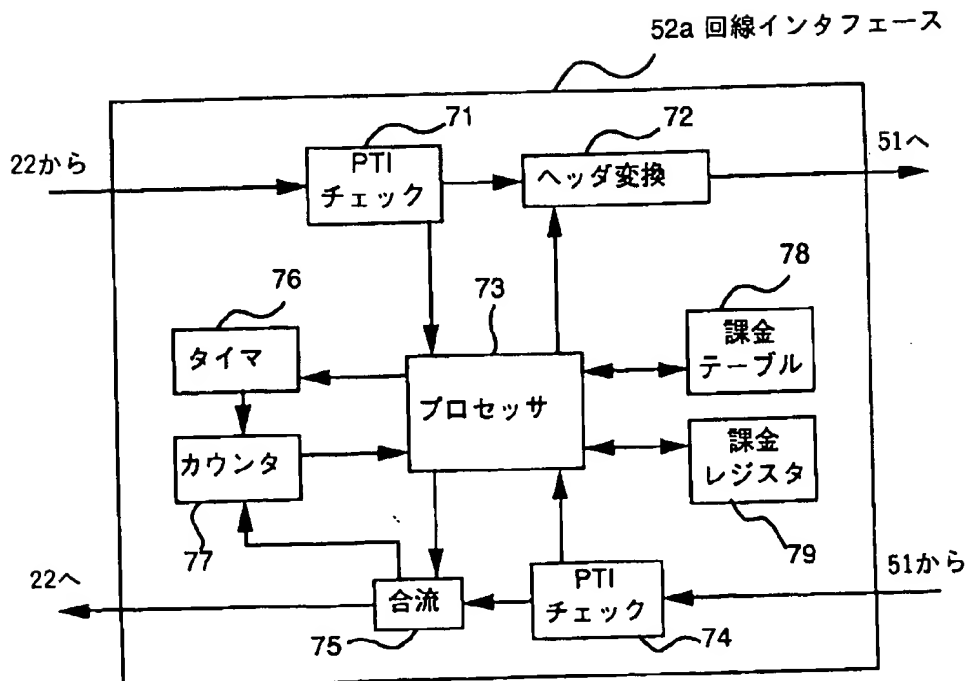 52a 回線インタフェース
71
72
22から
51へ
PTI
チェック
ヘッダ変換
76
73
78
タイマ
課金
テーブル
プロセッサ
カウンタ
課金
レジスタ
77
79
22へ
51から
合流
PTI
チェック
75
74